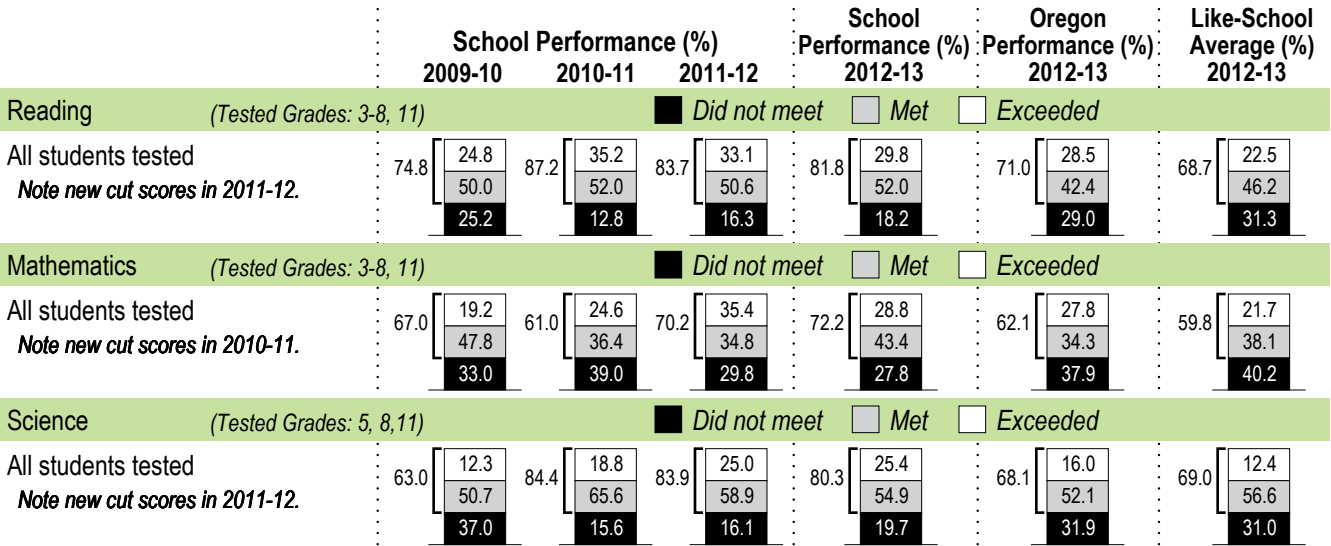 School Performance (%)
2009-10 2010-11 2011-12
School
Performance (%)
2012-13
Oregon
Performance (%)
2012-13
Like-School
Average (%)
2012-13
Reading (Tested Grades: 3-8, 11) Did not meet Met Exceeded
All students tested
Note new cut scores in 2011-12.
74.8 24.8 87.2 35.2 83.7 33.1 81.8 29.8 71.0 28.5 68.7 22.5
50.0 52.0 50.6 52.0 42.4 46.2
25.2 12.8 16.3 18.2 29.0 31.3
Mathematics (Tested Grades: 3-8, 11) Did not meet Met Exceeded
All students tested
Note new cut scores in 2010-11.
67.0 19.2 61.0 24.6 70.2 35.4 72.2 28.8 62.1 27.8 59.8 21.7
47.8 36.4 34.8 43.4 34.3 38.1
33.0 39.0 29.8 27.8 37.9 40.2
Science (Tested Grades: 5, 8,11) Did not meet Met Exceeded
All students tested
Note new cut scores in 2011-12.
63.0 12.3 84.4 18.8 83.9 25.0 80.3 25.4 68.1 16.0 69.0 12.4
50.7 65.6 58.9 54.9 52.1 56.6
37.0 15.6 16.1 19.7 31.9 31.0